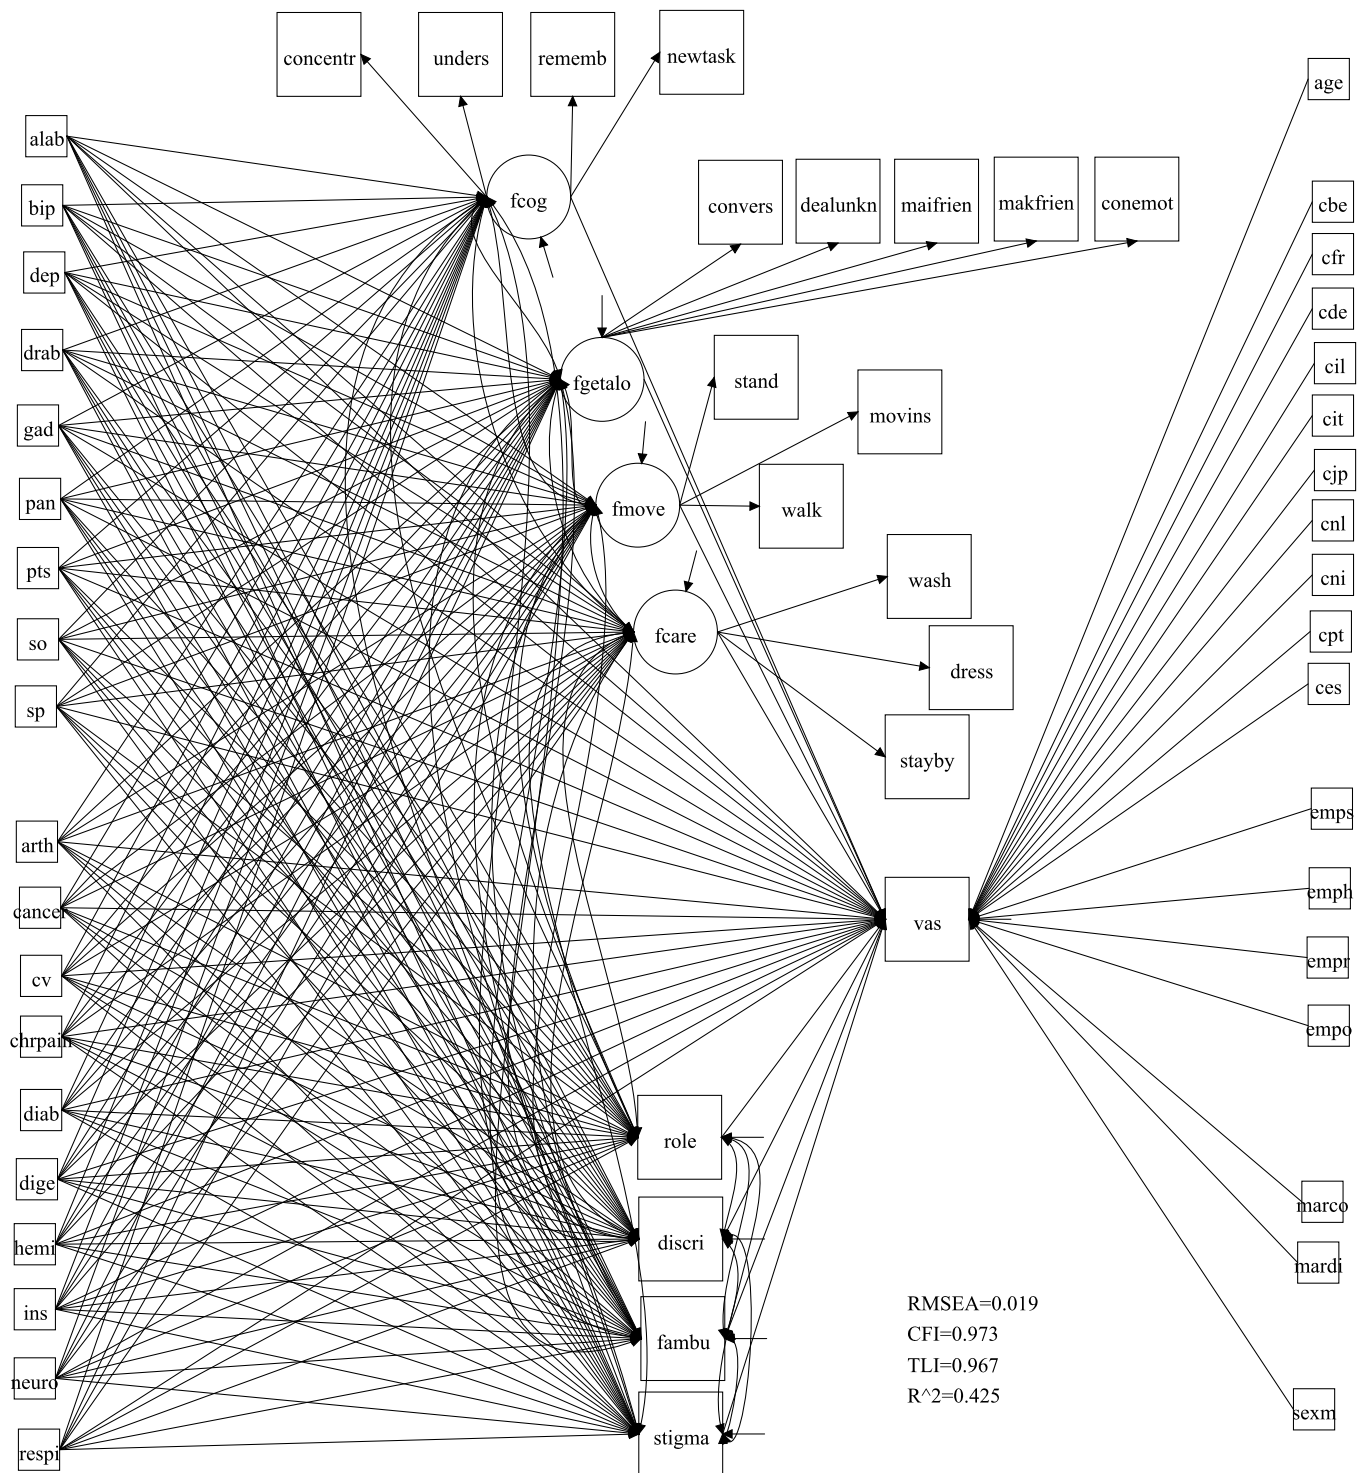 concentr
unders
rememb
newtask
age
alab
bip
dep
drab
gad
pan
pts
so
sp
arth
cancer
cv
chrpain
diab
dige
hemi
ins
neuro
respi
fcog
convers
dealunkn
maifrien
makfrien
conemot
fgetalo
stand
movins
fmove
walk
wash
fcare
dress
stayby
vas
role
discri
fambu
stigma
cbe
cfr
cde
cil
cit
cjp
cnl
cni
cpt
ces
emps
emph
empr
empo
marco
mardi
sexm
RMSEA=0.019
CFI=0.973
TLI=0.967
R^2=0.425